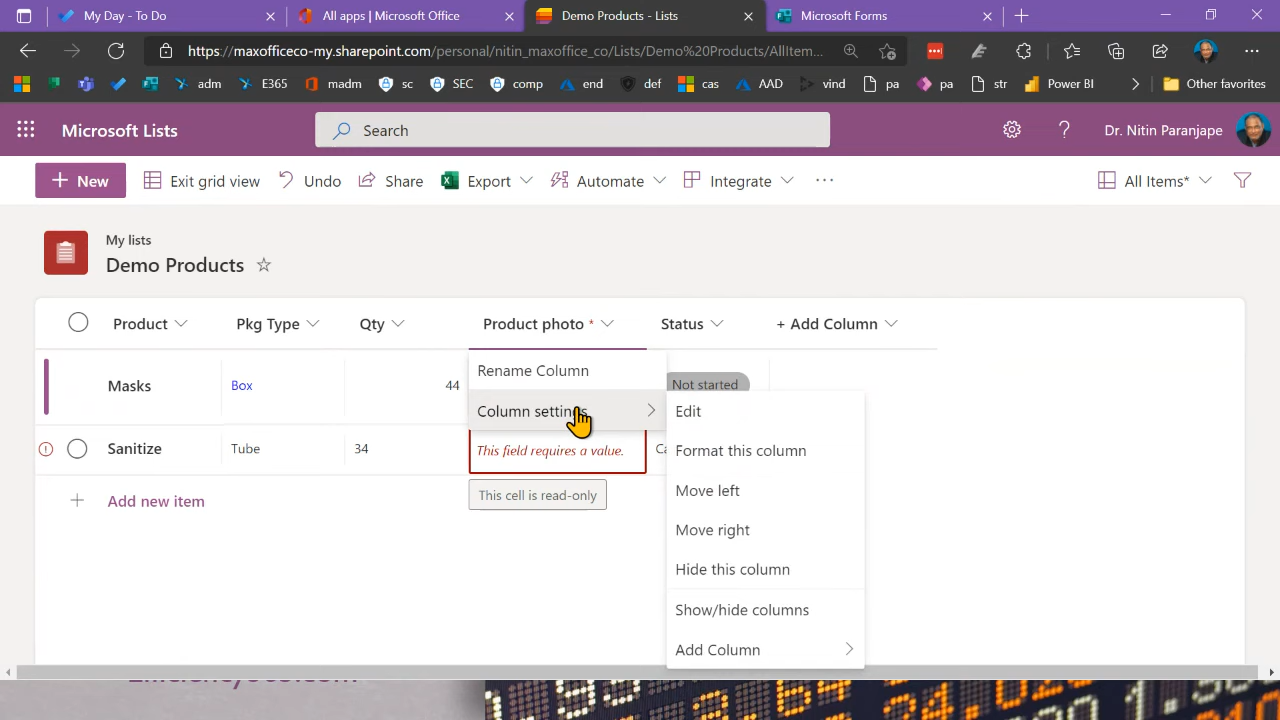 My Day - To Do
All apps | Microsoft Office
Demo Products - Lists
Microsoft Forms
https://maxofficeco-my.sharepoint.com/personal/nitin_maxoffice_co/Lists/Demo%20Products/AllItem...
adm E365 madm sc SEC comp end def cas AAD vind pa pa str Power BI Other favorites
Microsoft Lists
Search
Dr. Nitin Paranjape
+ New
Exit grid view
Undo
Share
Export
Automate
Integrate
...
All Items*
My lists
Demo Products
Product Pkg Type Qty Product photo * Status + Add Column
Masks Box 44 Not started
Rename Column
Column settings
Sanitize Tube 34 This field requires a value. Ca
This cell is read-only
Add new item
Edit
Format this column
Move left
Move right
Hide this column
Show/hide columns
Add Column